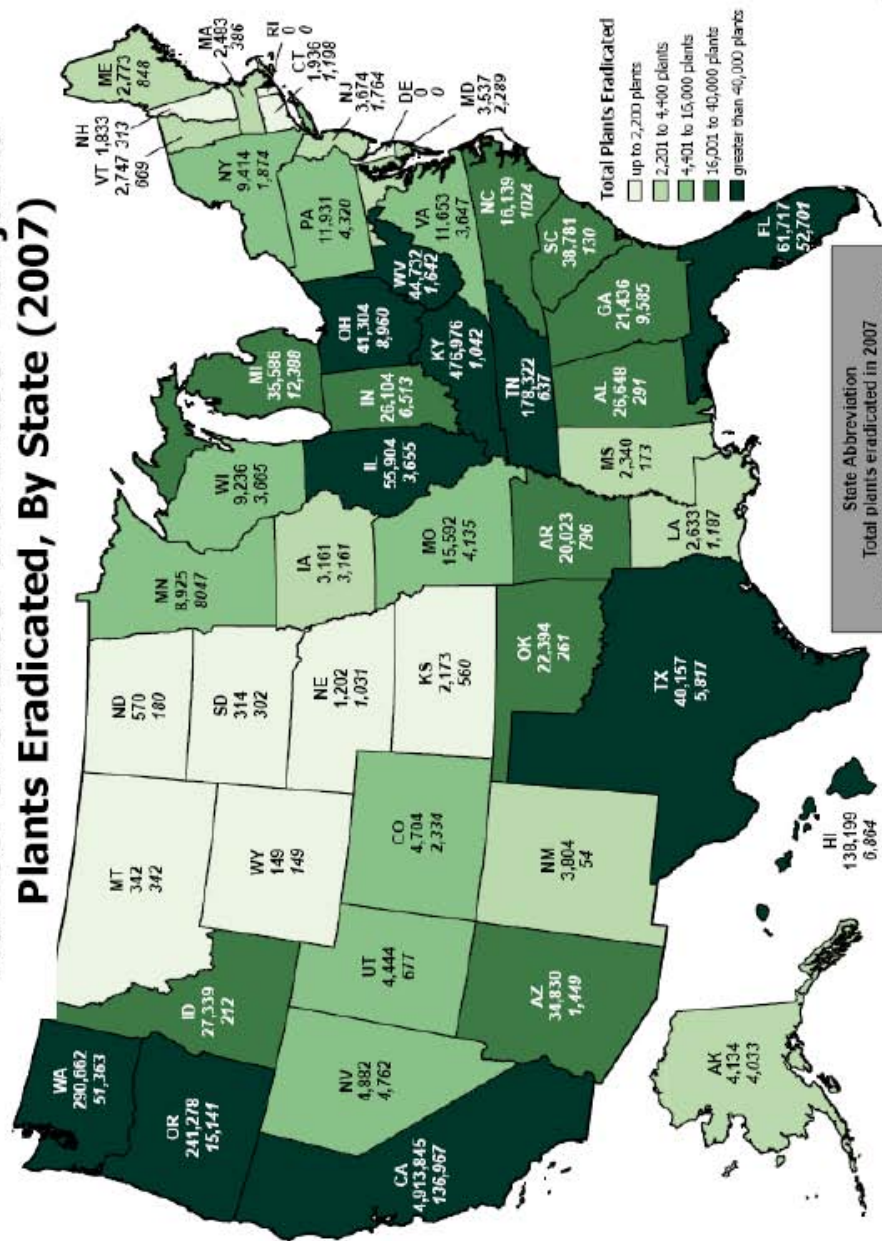 Plants Eradicated, By State (2007)
WA
290,662
51,363
OR
241,278
15,141
CA
4,913,845
136,967
ID
27,339
212
NV
4,882
4,762
UT
4,444
677
AZ
34,830
1,449
MT
342
342
WY
149
149
CO
4,704
2,334
NM
3,804
54
ND
570
180
SD
314
302
NE
1,202
1,031
KS
2,173
560
OK
22,394
261
TX
40,157
5,817
MN
8,925
8047
IA
3,161
3,161
MO
15,592
4,135
AR
20,023
796
LA
2,633
WI
9,236
IL
55,904
3,655
MS
2,340
173
MI
35,586
12,388
IN
26,104
6,513
OH
41,304
8,960
KY
476,976
1,042
TN
178,322
637
AL
26,648
291
GA
21,436
9,585
FL
61,717
52,701
SC
38,781
130
NC
16,139
1024
VA
11,653
3,647
WV
44,732
1,642
PA
11,931
4,320
NY
9,414
1,874
VT
2,747
669
NH
1,833
313
ME
2,773
848
MA
2,483
386
RI
0
0
CT
1,936
1,198
NJ
3,674
1,764
DE
0
0
MD
3,537
2,289
AK
4,134
4,033
HI
138,199
6,864
Total Plants Eradicated
up to 2,200 plants
2,201 to 4,400 plants
4,401 to 16,000 plants
16,001 to 40,000 plants
greater than 40,000 plants
State Abbreviation
Total plants eradicated in 2007